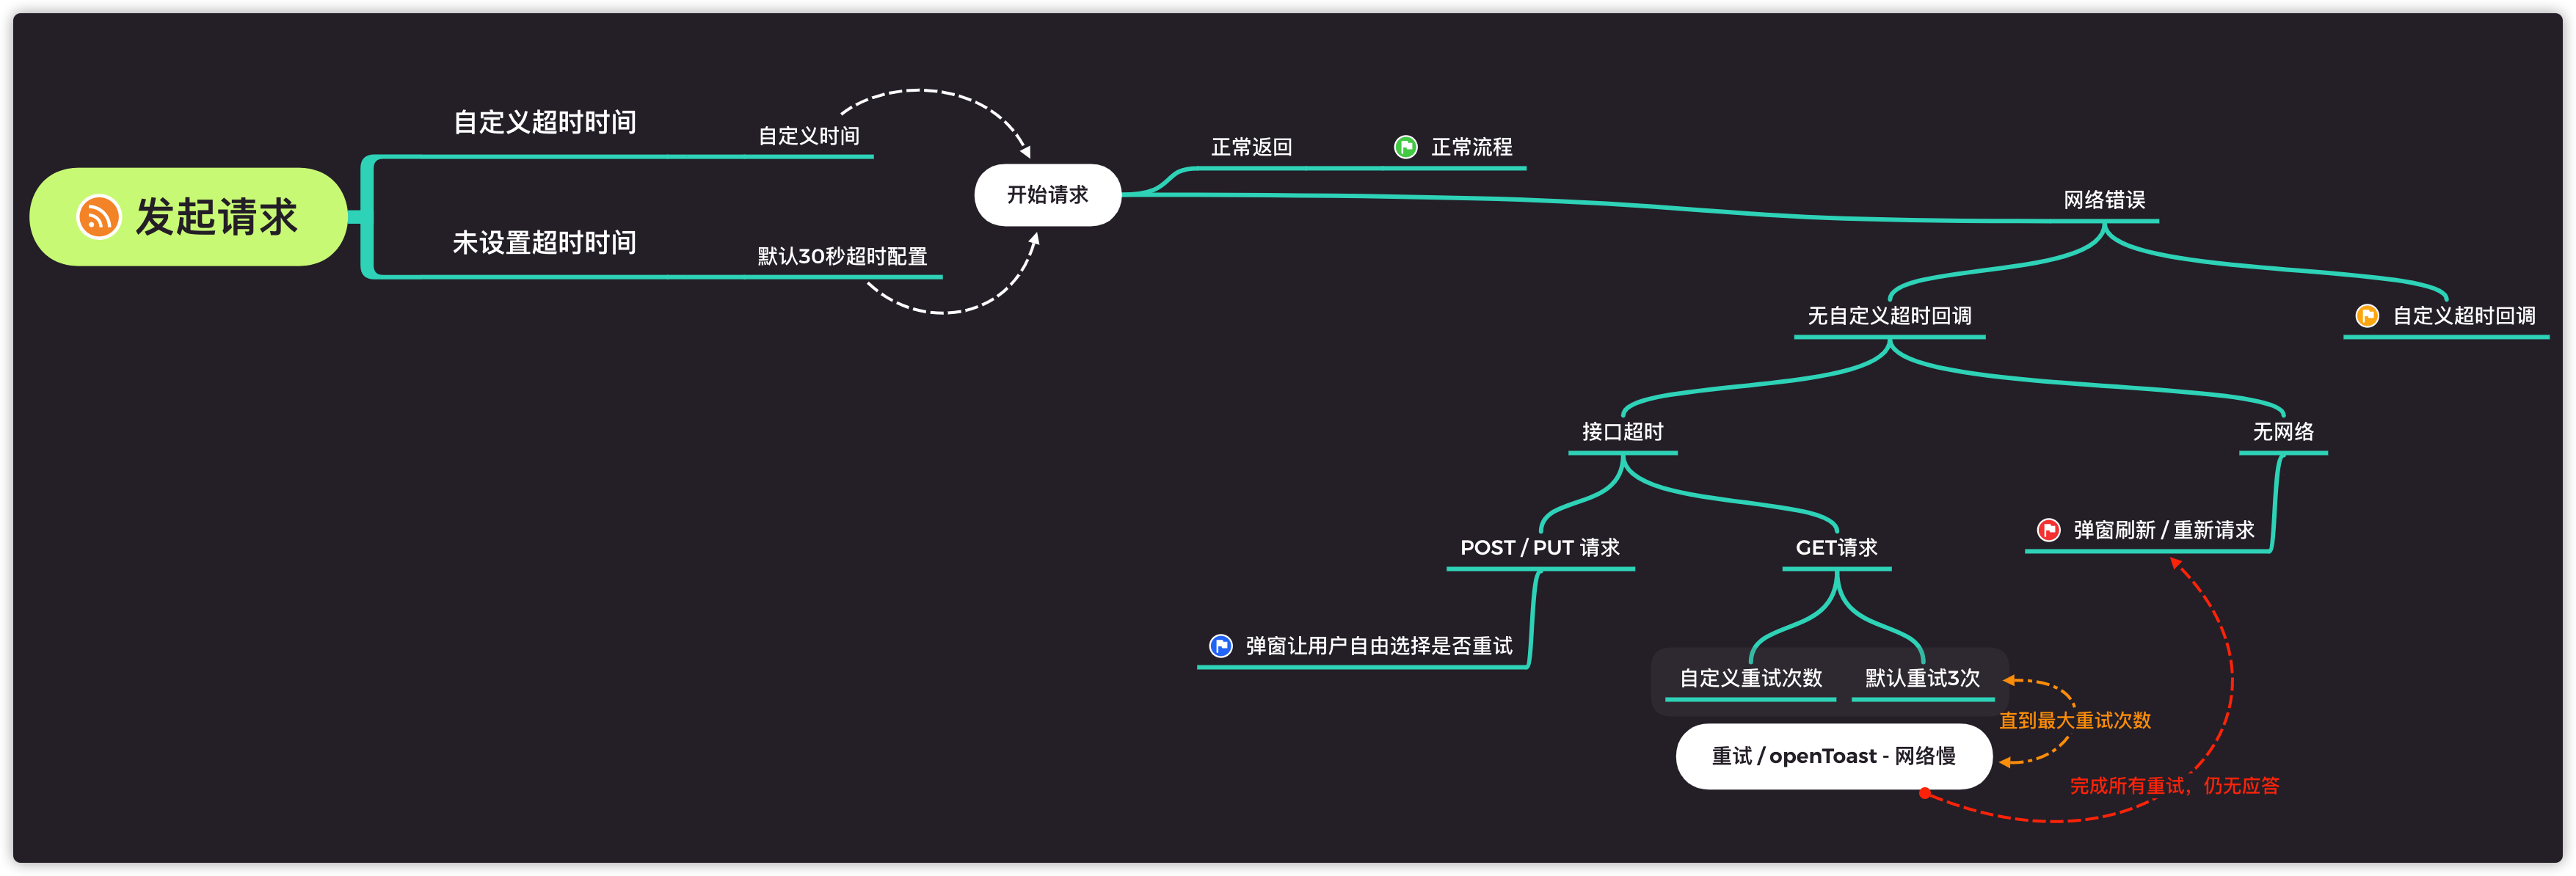 发起请求
自定义超时时间
自定义时间
未设置超时时间
默认30秒超时配置
开始请求
正常返回
正常流程
网络错误
无自定义超时回调
自定义超时回调
接口超时
无网络
POST / PUT 请求
GET请求
弹窗刷新 / 重新请求
弹窗让用户自由选择是否重试
自定义重试次数
默认重试3次
直到最大重试次数
重试 / openToast - 网络慢
完成所有重试，仍无应答